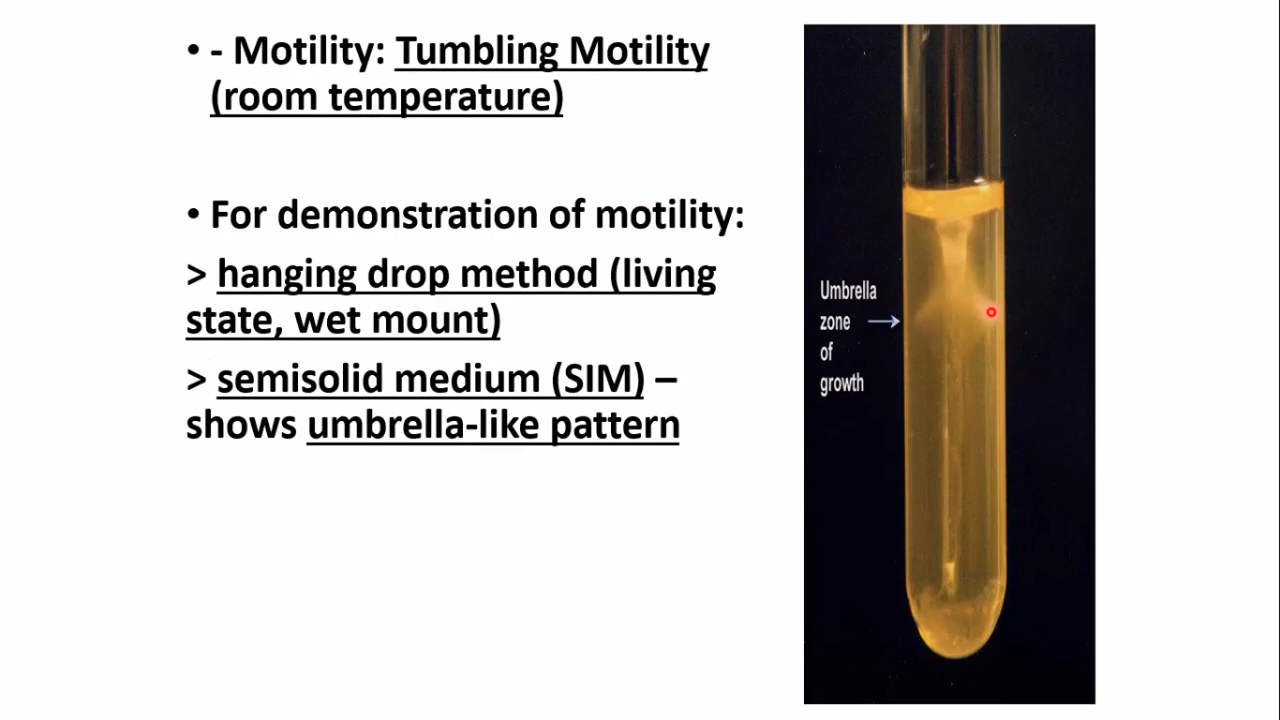 • - Motility: Tumbling Motility
(room temperature)
• For demonstration of motility:
> hanging drop method (living
state, wet mount)
> semisolid medium (SIM) –
shows umbrella-like pattern
Umbrella
zone
of
growth